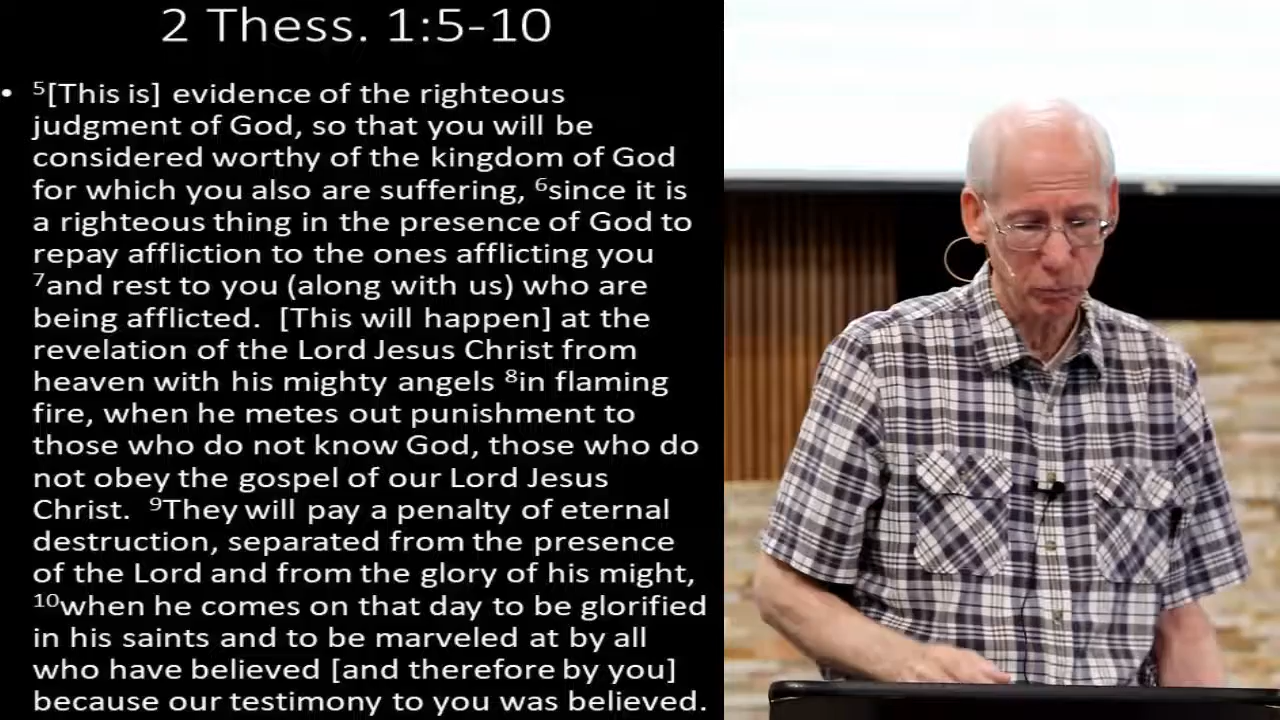 2 Thess. 1:5-10
• ⁵[This is] evidence of the righteous
judgment of God, so that you will be
considered worthy of the kingdom of God
for which you also are suffering, ⁶since it is
a righteous thing in the presence of God to
repay affliction to the ones afflicting you
⁷and rest to you (along with us) who are
being afflicted. [This will happen] at the
revelation of the Lord Jesus Christ from
heaven with his mighty angels ⁸in flaming
fire, when he metes out punishment to
those who do not know God, those who do
not obey the gospel of our Lord Jesus
Christ. ⁹They will pay a penalty of eternal
destruction, separated from the presence
of the Lord and from the glory of his might,
¹⁰when he comes on that day to be glorified
in his saints and to be marveled at by all
who have believed [and therefore by you]
because our testimony to you was believed.